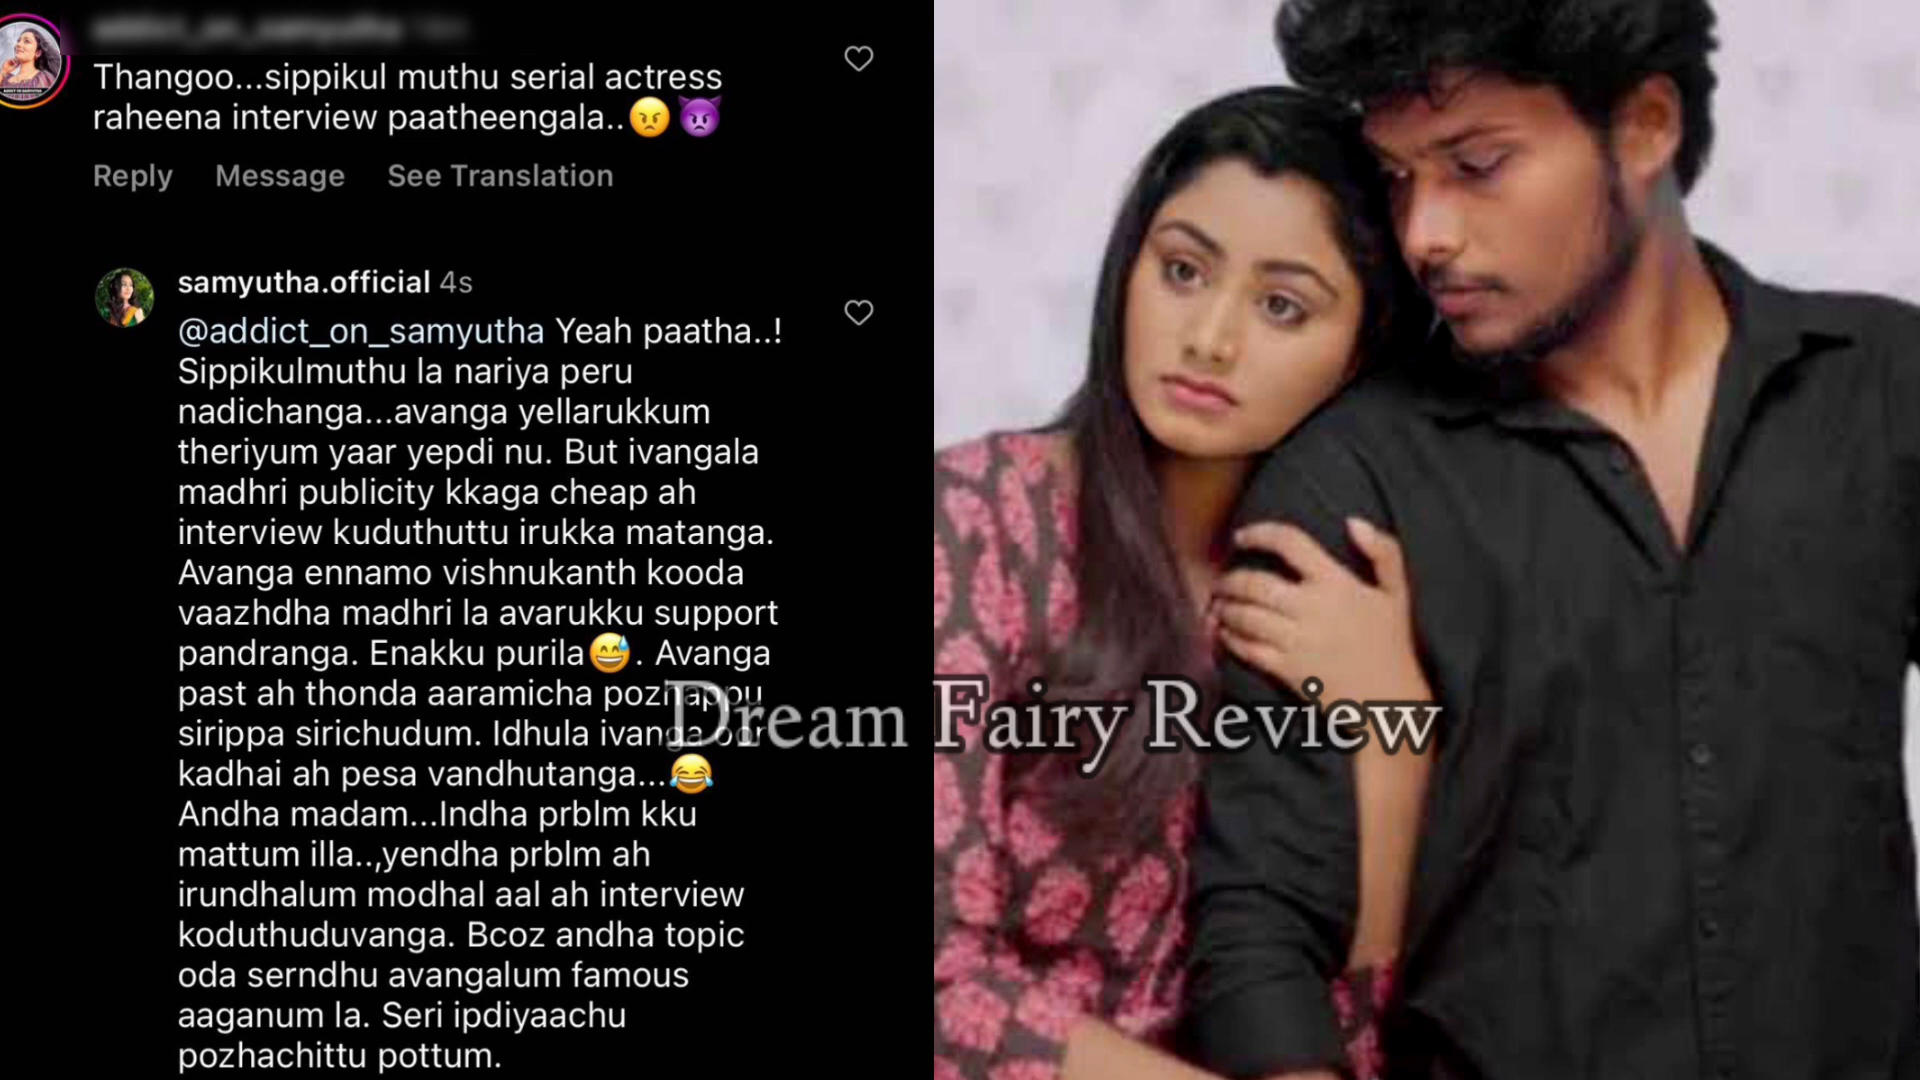 Thangoo...sippikul muthu serial actress
raheena interview paatheengala..😠😈
Reply Message See Translation
samyutha.official 4s
@addict_on_samyutha Yeah paatha..!
Sippikulmuthu la nariya peru
nadichanga...avanga yellarukkum
theriyum yaar yepdi nu. But ivangala
madhri publicity kkaga cheap ah
interview kuduthuttu irukka matanga.
Avanga ennamo vishnukanth kooda
vaazhdha madhri la avarukku support
pandranga. Enakku purila😅. Avanga
past ah thonda aaramicha pozhappu
sirippa sirichudum. Idhula ivanga oor
kadhai ah pesa vandhutanga...😂
Andha madam...Indha prblm kku
mattum illa..,yendha prblm ah
irundhalum modhal aal ah interview
koduthuduvanga. Bcoz andha topic
oda serndhu avangalum famous
aaganum la. Seri ipdiyaachu
pozhachittu pottum.
Dream Fairy Review